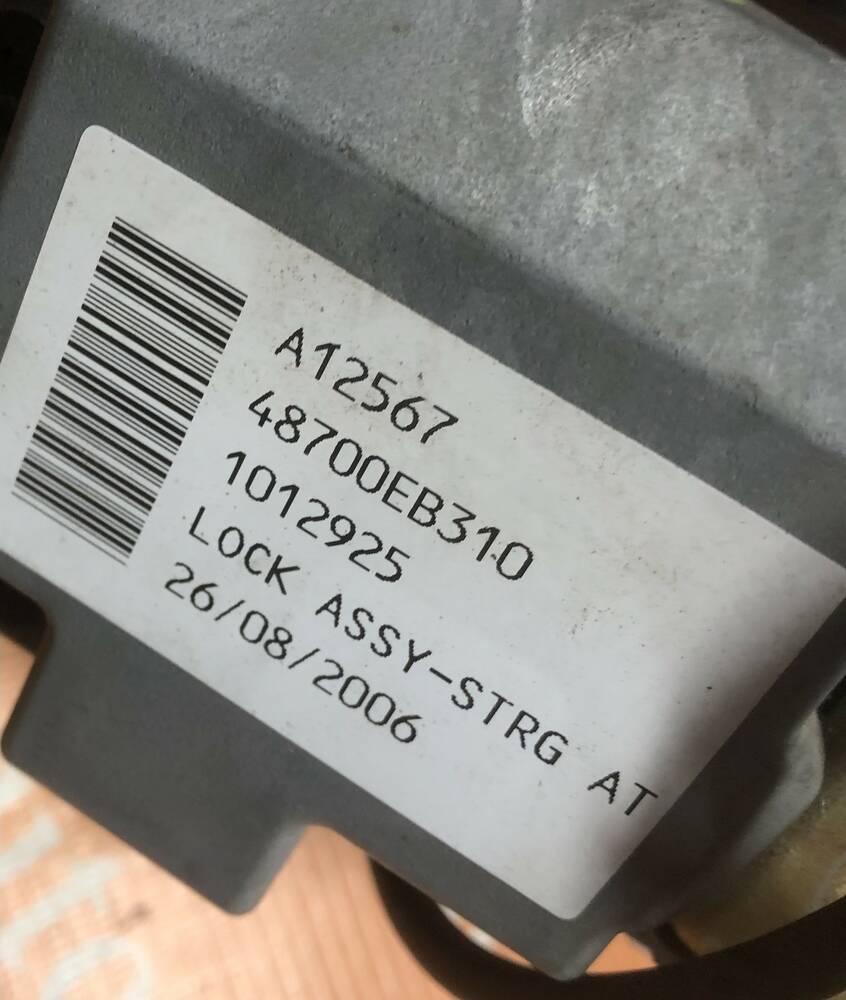 A12567
48700EB310
1012925
LOCK ASSY-STRG AT
26/08/2006